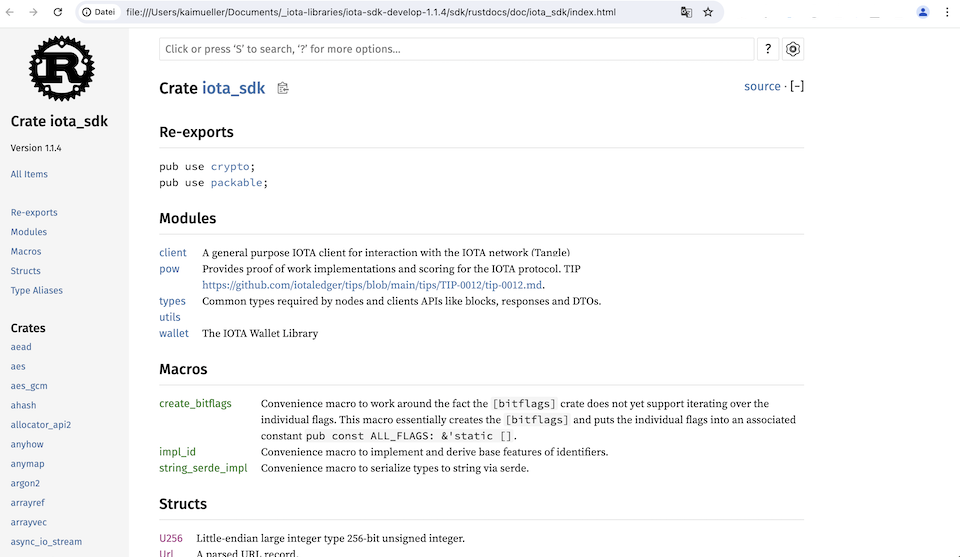 Datei file:///Users/kaimueller/Documents/_iota-libraries/iota-sdk-develop-1.1.4/sdk/rustdocs/doc/iota_sdk/index.html
R
Crate iota_sdk
Version 1.1.4
All Items
Re-exports
Modules
Macros
Structs
Type Aliases
Crates
aead
aes
aes_gcm
ahash
allocator_api2
anyhow
anymap
argon2
arrayref
arrayvec
async_io_stream
Click or press ‘S’ to search, ‘?’ for more options…
?
Crate iota_sdk
source · [−]
Re-exports
pub use crypto;
pub use packable;
Modules
client A general purpose IOTA client for interaction with the IOTA network (Tangle)
pow Provides proof of work implementations and scoring for the IOTA protocol. TIP
https://github.com/iotaledger/tips/blob/main/tips/TIP-0012/tip-0012.md.
types Common types required by nodes and clients APIs like blocks, responses and DTOs.
utils
wallet The IOTA Wallet Library
Macros
create_bitflags Convenience macro to work around the fact the [bitflags] crate does not yet support iterating over the
individual flags. This macro essentially creates the [bitflags] and puts the individual flags into an associated
constant pub const ALL_FLAGS: &'static [].
impl_id Convenience macro to implement and derive base features of identifiers.
string_serde_impl Convenience macro to serialize types to string via serde.
Structs
U256 Little-endian large integer type 256-bit unsigned integer.
Url A parsed URL record.